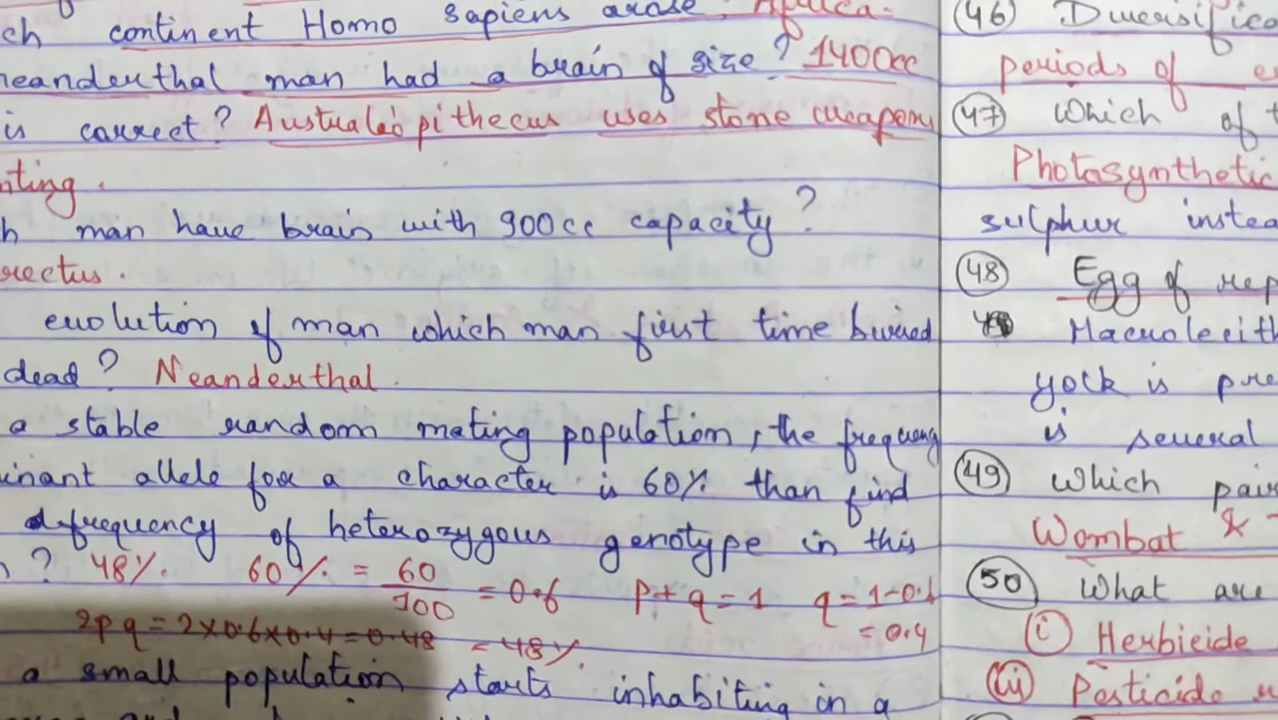 ch continent Homo sapiens arose. Africa.
neanderthal man had a brain of size? 1400cc
is correct? Australeopithecus uses stone weapons
nting.
h man have brain with 900cc capacity?
rectus.
evolution of man which man first time buried
dead? Neanderthal.
a stable random mating population, the frequency
inant allele for a character is 60% than find
frequency of heterozygous genotype in this
n? 48%. 60% = 60/100 = 0.6 p+q=1 q=1-0.6
2pq = 2×0.6×0.4=0.48 =48%. =0.4
a small population starts inhabiting in a
(46) Diversifica
periods of e
(47) Which of t
Photosynthetic
sulphur instea
(48) Egg of rep
Macrolecith
yock is pre
is several
(49) Which pair
Wombat &
(50) What are
(i) Herbicide
(ii) Pesticide